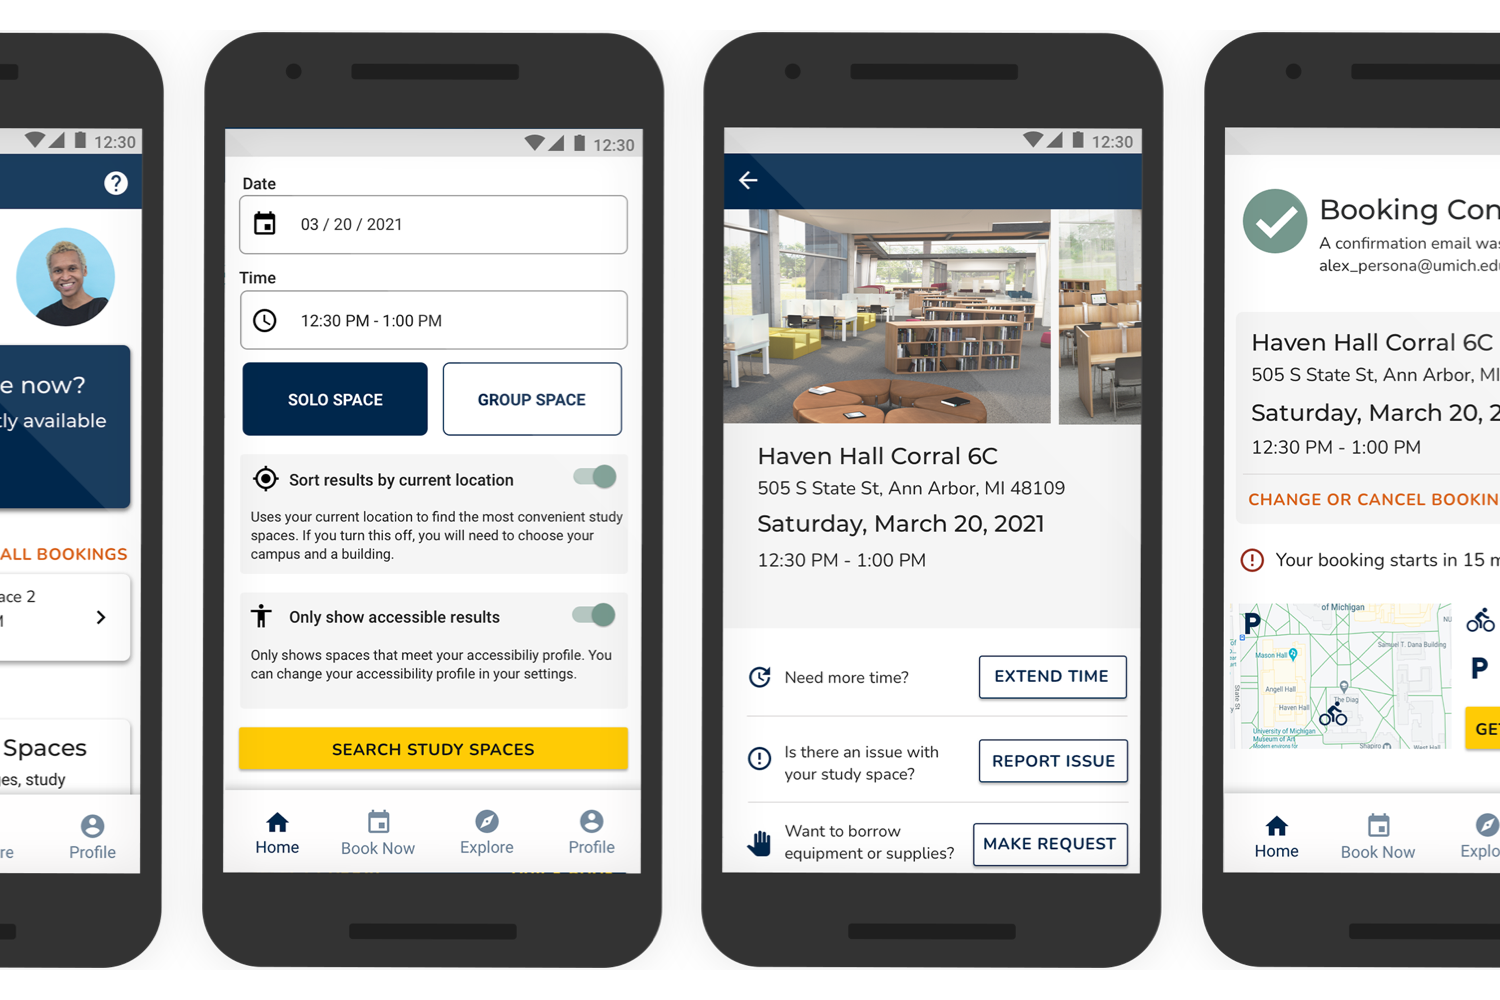 12:30
?
e now?
ly available
ALL BOOKINGS
ace 2
Spaces
es, study
re
Profile
12:30
Date
03 / 20 / 2021
Time
12:30 PM - 1:00 PM
SOLO SPACE
GROUP SPACE
Sort results by current location
Uses your current location to find the most convenient study
spaces. If you turn this off, you will need to choose your
campus and a building.
Only show accessible results
Only shows spaces that meet your accessibiliy profile. You
can change your accessibility profile in your settings.
SEARCH STUDY SPACES
Home
Book Now
Explore
Profile
12:30
Haven Hall Corral 6C
505 S State St, Ann Arbor, MI 48109
Saturday, March 20, 2021
12:30 PM - 1:00 PM
Need more time?
EXTEND TIME
Is there an issue with
your study space?
REPORT ISSUE
Want to borrow
equipment or supplies?
MAKE REQUEST
Booking Con
A confirmation email was
alex_persona@umich.edu
Haven Hall Corral 6C
505 S State St, Ann Arbor, MI
Saturday, March 20, 2
12:30 PM - 1:00 PM
CHANGE OR CANCEL BOOKIN
Your booking starts in 15 m
of Michigan
P
Mason Hall
Samuel T. Dana Building
Angell Hall
State St
The Diag
Haven Hall
University of Michigan
Museum of Art
Modern environs for
Shapiro
West Hall
P
GET
Home
Book Now
Explo